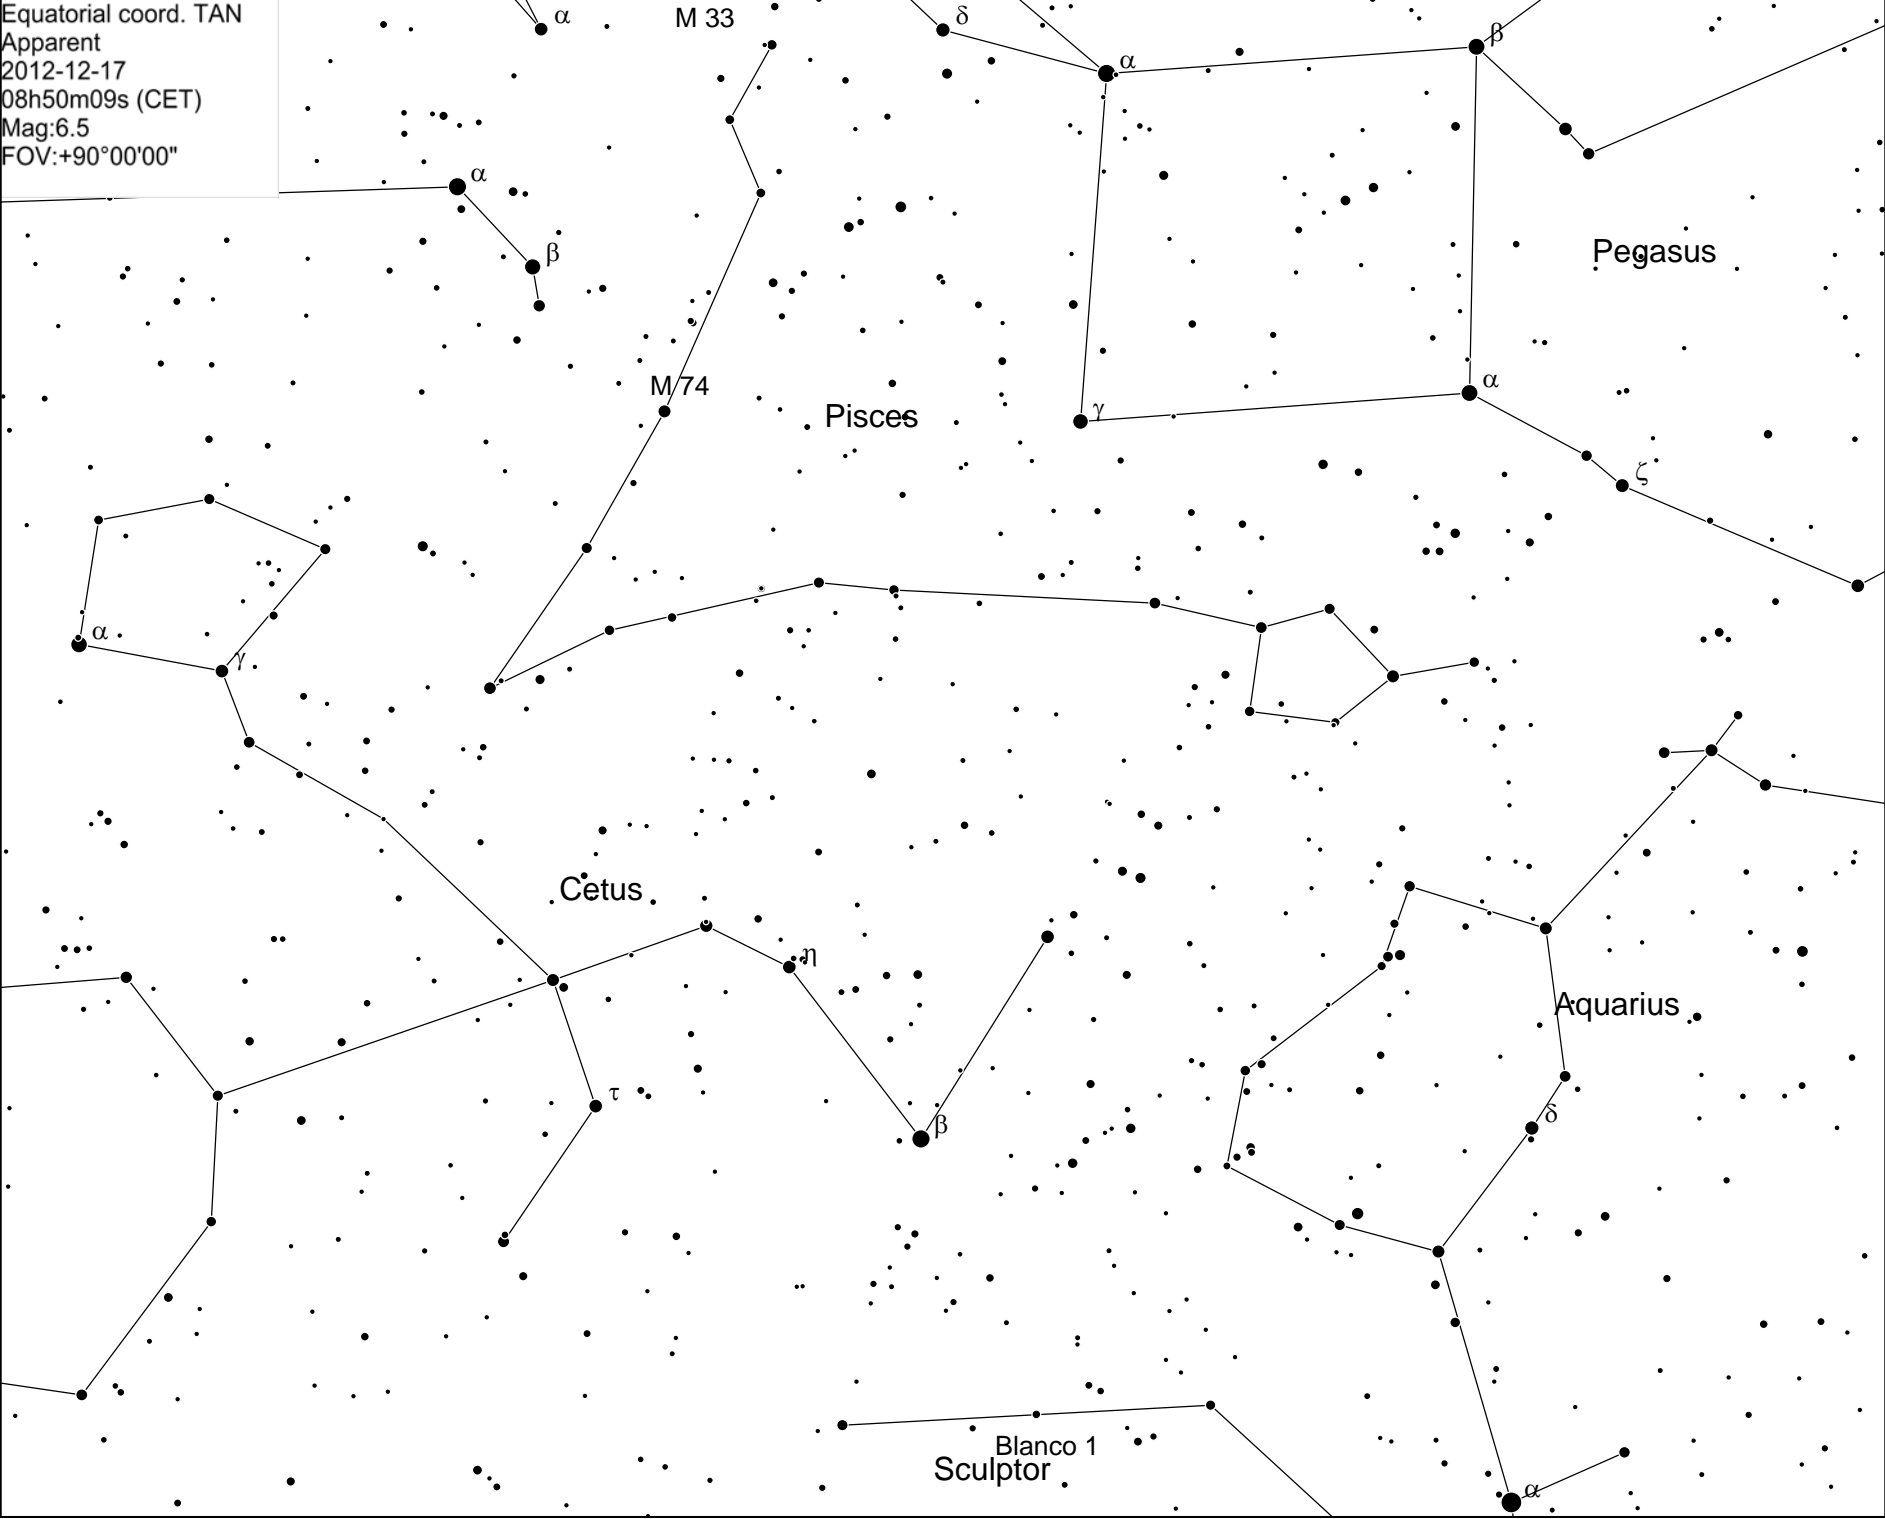 Equatorial coord. TAN
Apparent
2012-12-17
08h50m09s (CET)
Mag:6.5
FOV:+90°00'00"
α
M 33
δ
α
β
α
β
Pegasus
M 74
Pisces
γ
α
ζ
α
γ
Cetus
η
Aquarius
τ
β
δ
Blanco 1
Sculptor
α